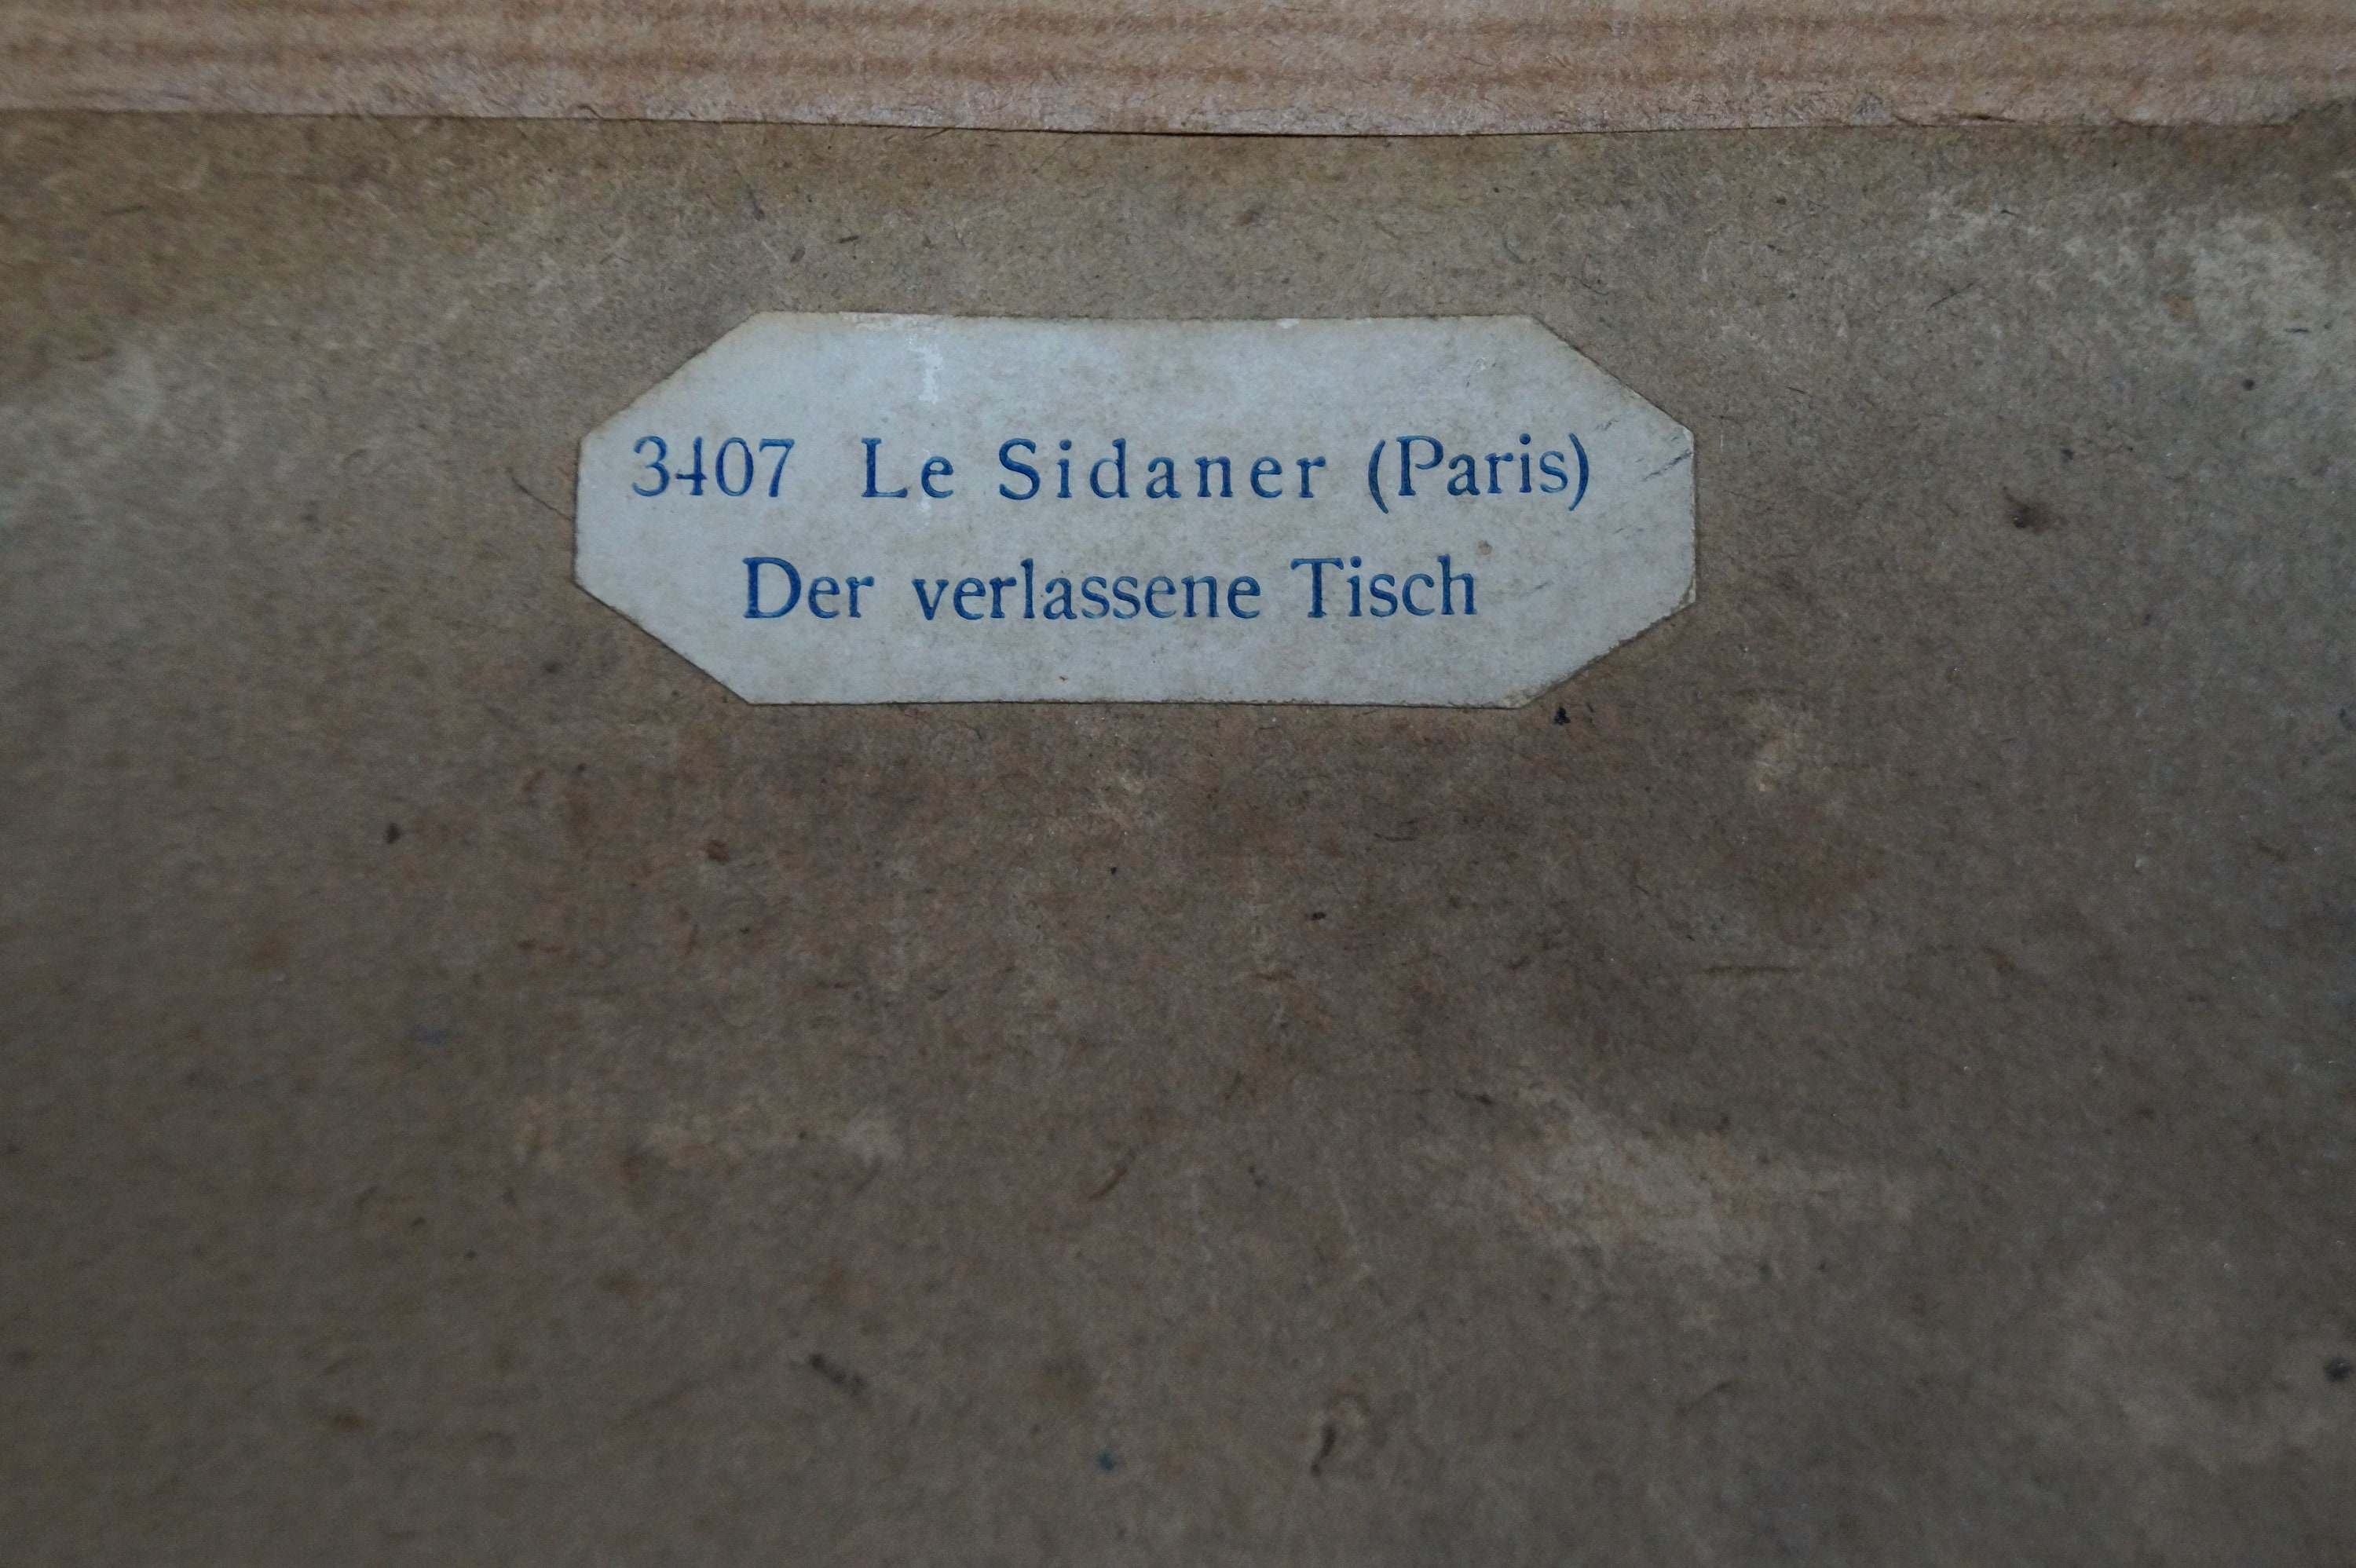 3407 Le Sidaner (Paris)
Der verlassene Tisch